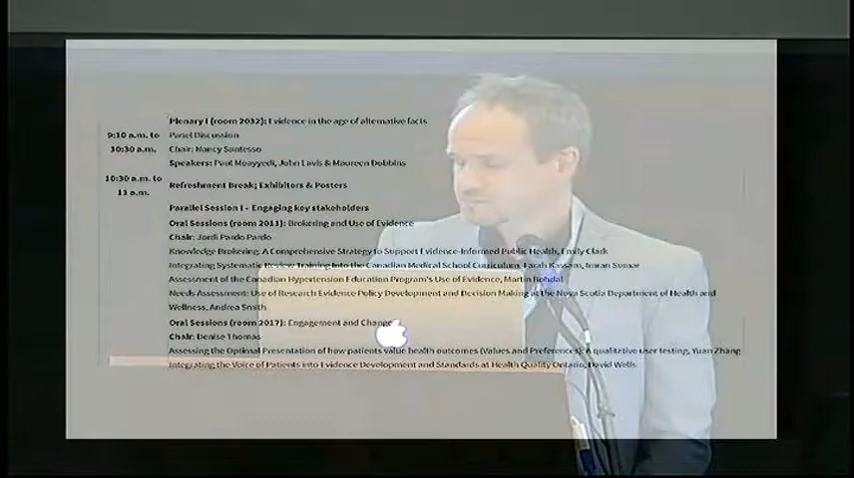 Plenary I (room 2032): Evidence in the age of alternative facts
9:10 a.m. to Panel Discussion
10:30 a.m. Chair: Nancy Santesso
Speakers: Paul Moayyedi, John Lavis & Maureen Dobbins
10:30 a.m. to
11 a.m.
Refreshment Break; Exhibitors & Posters
Parallel Session I – Engaging key stakeholders
Oral Sessions (room 2011): Brokering and Use of Evidence
Chair: Jordi Pardo Pardo
Knowledge Brokering: A Comprehensive Strategy to Support Evidence-Informed Public Health, Emily Clark
Integrating Systematic Review Training Into the Canadian Medical School Curriculum, Farah Kassam, Imran Sumar
Assessment of the Canadian Hypertension Education Program's Use of Evidence, Martin
Needs Assessment: Use of Research Evidence Policy Development and Decision Making at the Nova Scotia Department of Health and
Wellness, Andrea Smith
Oral Sessions (room 2017): Engagement and Change
Chair: Denise Thomas
Assessing the Optimal Presentation of how patients value health outcomes (Values and Preferences): A qualitative user testing, Yuan Zhang
Integrating the Voice of Patients into Evidence Development and Standards at Health Quality Ontario, David Wells